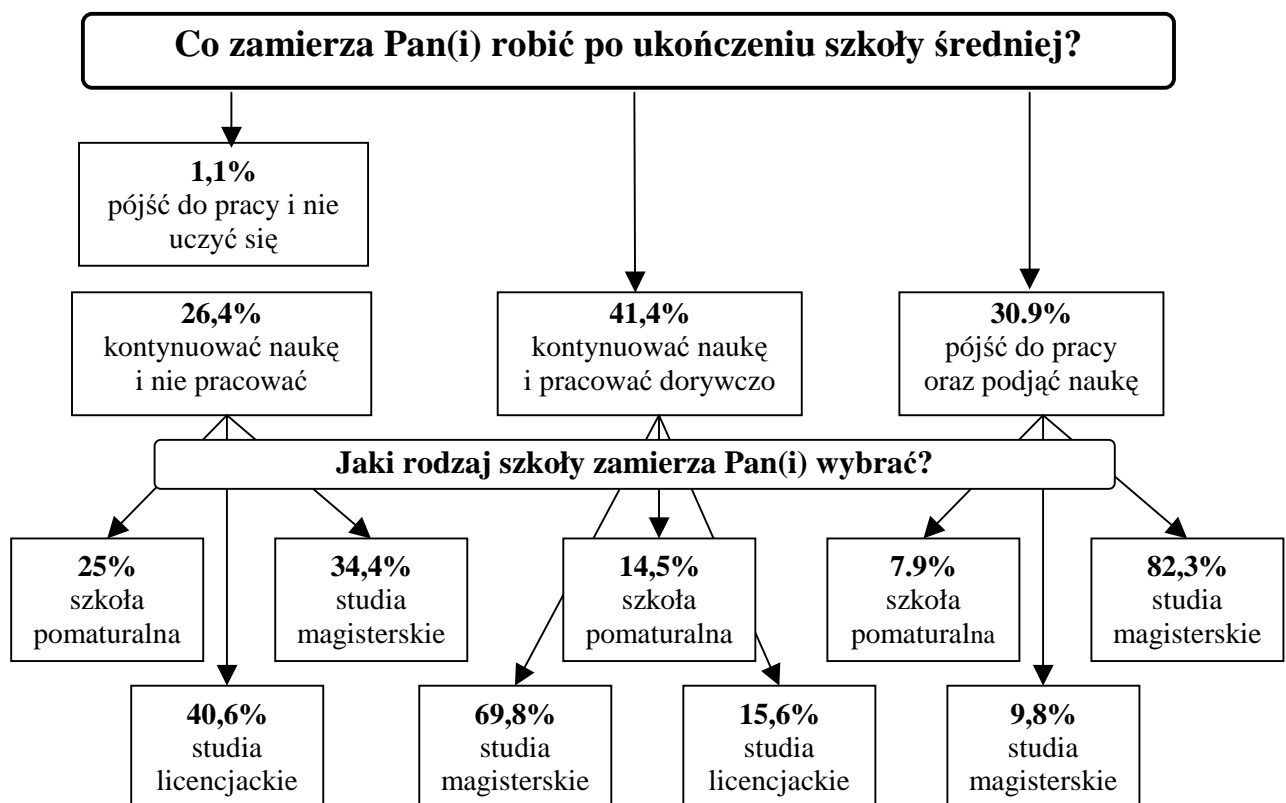 Co zamierza Pan(i) robić po ukończeniu szkoły średniej?
1,1%
pójść do pracy i nie
uczyć się
26,4%
kontynuować naukę
i nie pracować
41,4%
kontynuować naukę
i pracować dorywczo
30.9%
pójść do pracy
oraz podjąć naukę
Jaki rodzaj szkoły zamierza Pan(i) wybrać?
25%
szkoła
pomaturalna
34,4%
studia
magisterskie
14,5%
szkoła
pomaturalna
7.9%
szkoła
pomaturalna
82,3%
studia
magisterskie
40,6%
studia
licencjackie
69,8%
studia
magisterskie
15,6%
studia
licencjackie
9,8%
studia
magisterskie